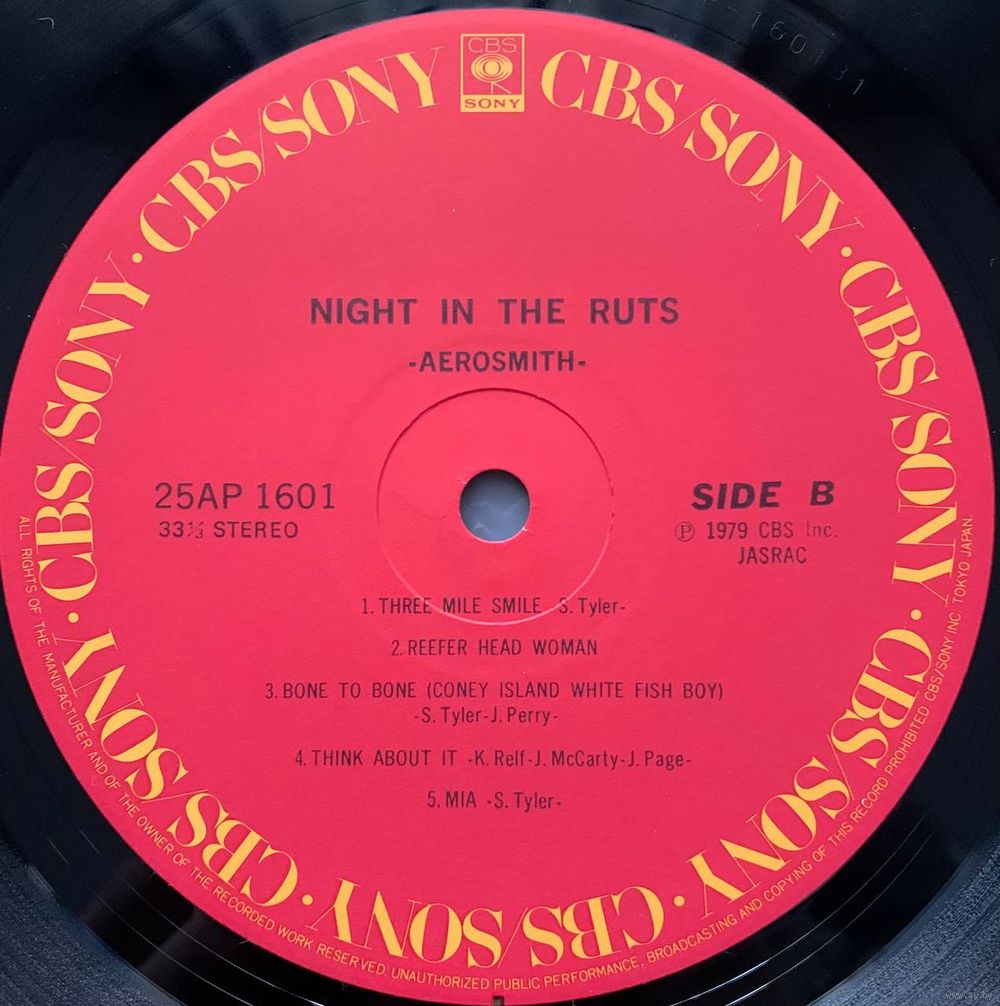 CBS
SONY
CBS/SONY · CBS/SONY · CBS/SONY · CBS/SONY · CBS/SONY · CBS/SONY · CBS/SONY · CBS/SONY
NIGHT IN THE RUTS
-AEROSMITH-
25AP 1601
33⅓ STEREO
SIDE B
Ⓟ 1979 CBS Inc.
JASRAC
1. THREE MILE SMILE S. Tyler-
2. REEFER HEAD WOMAN
3. BONE TO BONE (CONEY ISLAND WHITE FISH BOY)
-S. Tyler-J. Perry-
4. THINK ABOUT IT -K. Relf-J. McCarty-J. Page-
5. MIA -S. Tyler-
ALL RIGHTS OF THE MANUFACTURER AND OF THE OWNER OF THE RECORDED WORK RESERVED. UNAUTHORIZED PUBLIC PERFORMANCE, BROADCASTING AND COPYING OF THIS RECORD PROHIBITED CBS/SONY INC. TOKYO JAPAN.
www.ay.by